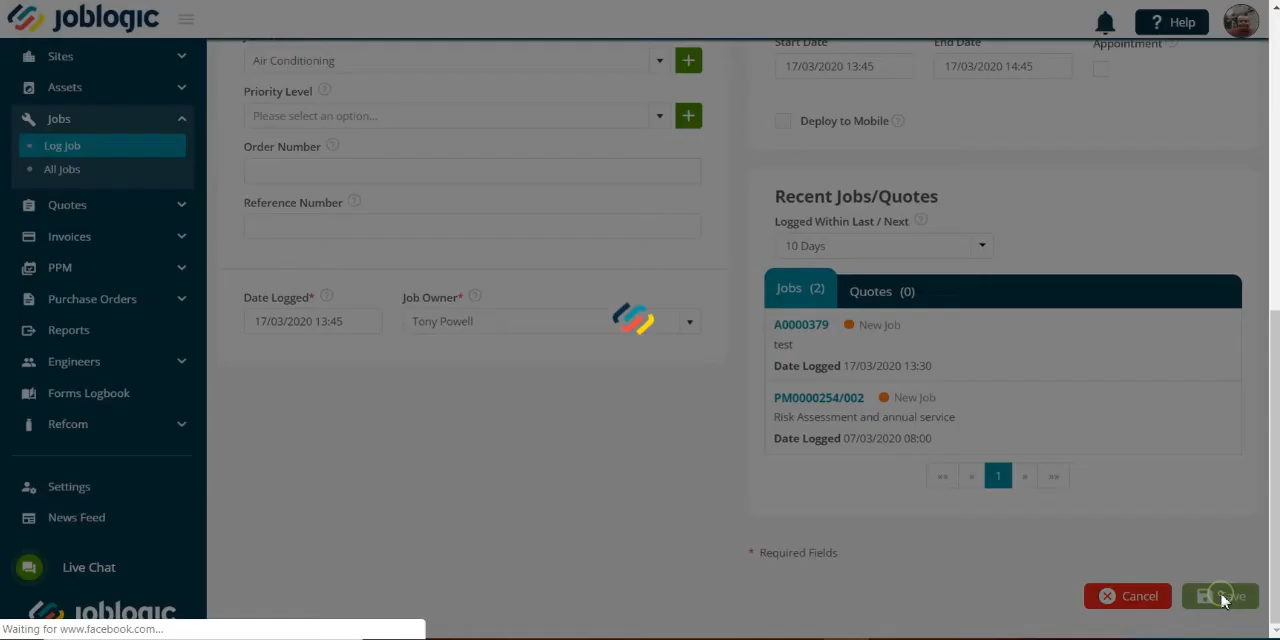 joblogic
? Help
Sites
Assets
Jobs
Log Job
All Jobs
Quotes
Invoices
PPM
Purchase Orders
Reports
Engineers
Forms Logbook
Refcom
Settings
News Feed
Live Chat
joblogic
Waiting for www.facebook.com...
Air Conditioning
Priority Level ?
Please select an option...
Order Number ?
Reference Number ?
Date Logged* ?
Job Owner* ?
17/03/2020 13:45
Tony Powell
Start Date
End Date
Appointment ?
17/03/2020 13:45
17/03/2020 14:45
Deploy to Mobile ?
Recent Jobs/Quotes
Logged Within Last / Next ?
10 Days
Jobs (2)
Quotes (0)
A0000379 New Job
test
Date Logged 17/03/2020 13:30
PM0000254/002 New Job
Risk Assessment and annual service
Date Logged 07/03/2020 08:00
«« « 1 » »»
* Required Fields
Cancel
Save